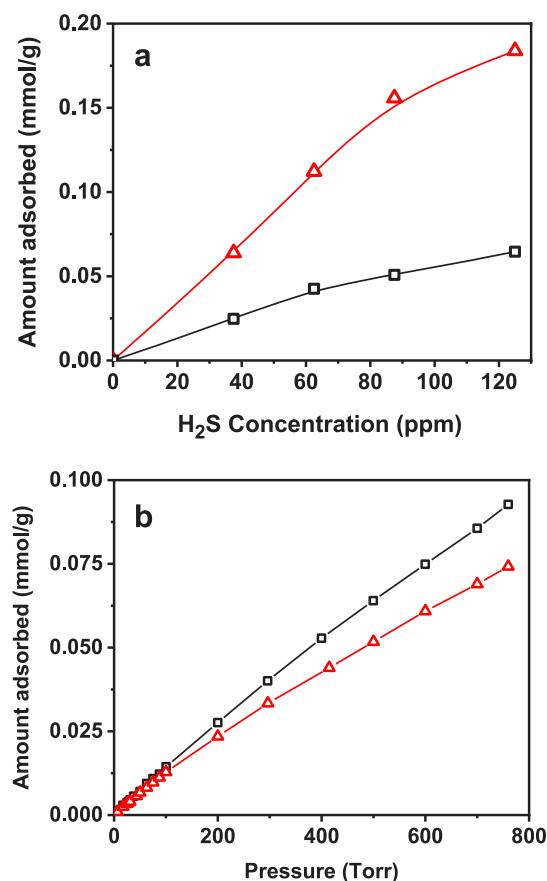 a
0.20
0.15
0.10
0.05
0.00
Amount adsorbed (mmol/g)
0 20 40 60 80 100 120
H₂S Concentration (ppm)
b
0.100
0.075
0.050
0.025
0.000
Amount adsorbed (mmol/g)
0 200 400 600 800
Pressure (Torr)